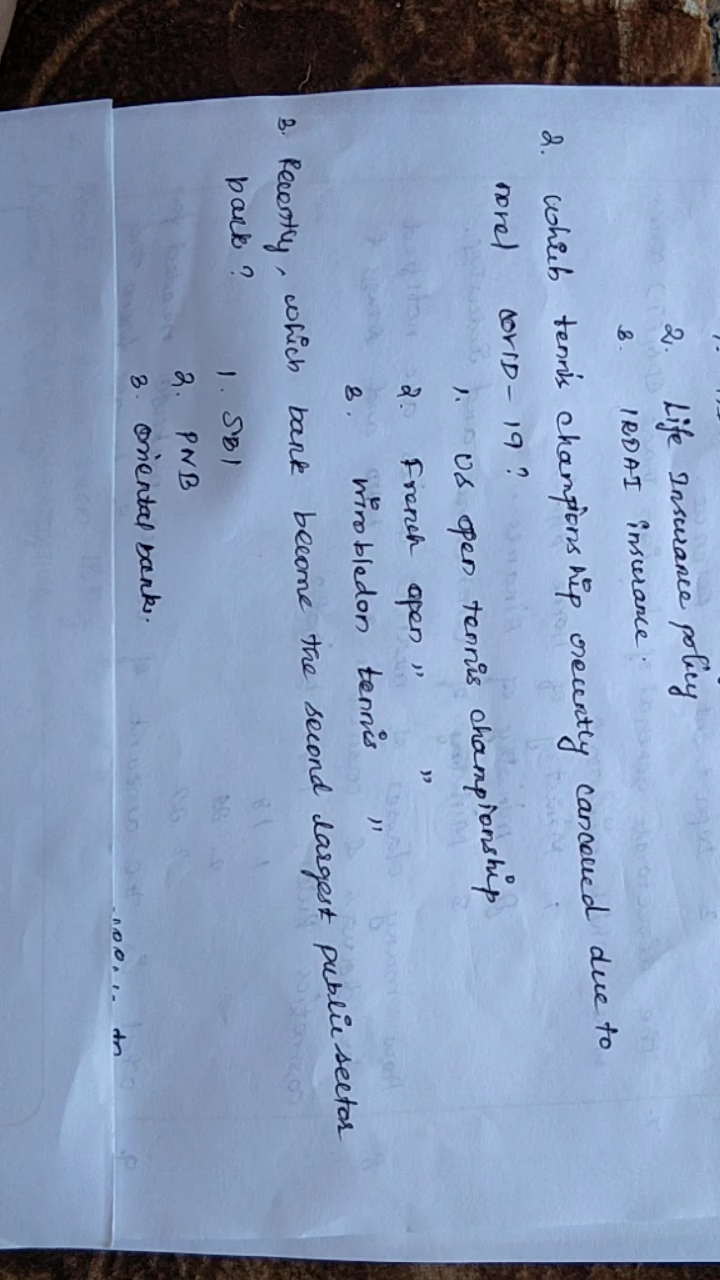 2. Life Insurance policy
3. IRDAI insurance.
2. which tennis championship recently canceled due to
novel COVID-19?
1. US open tennis championship
2. French open " "
3. Wimbledon tennis "
3. Recently, which bank become the second largest public sector
bank?
1. SBI
2. PNB
3. oriental bank.